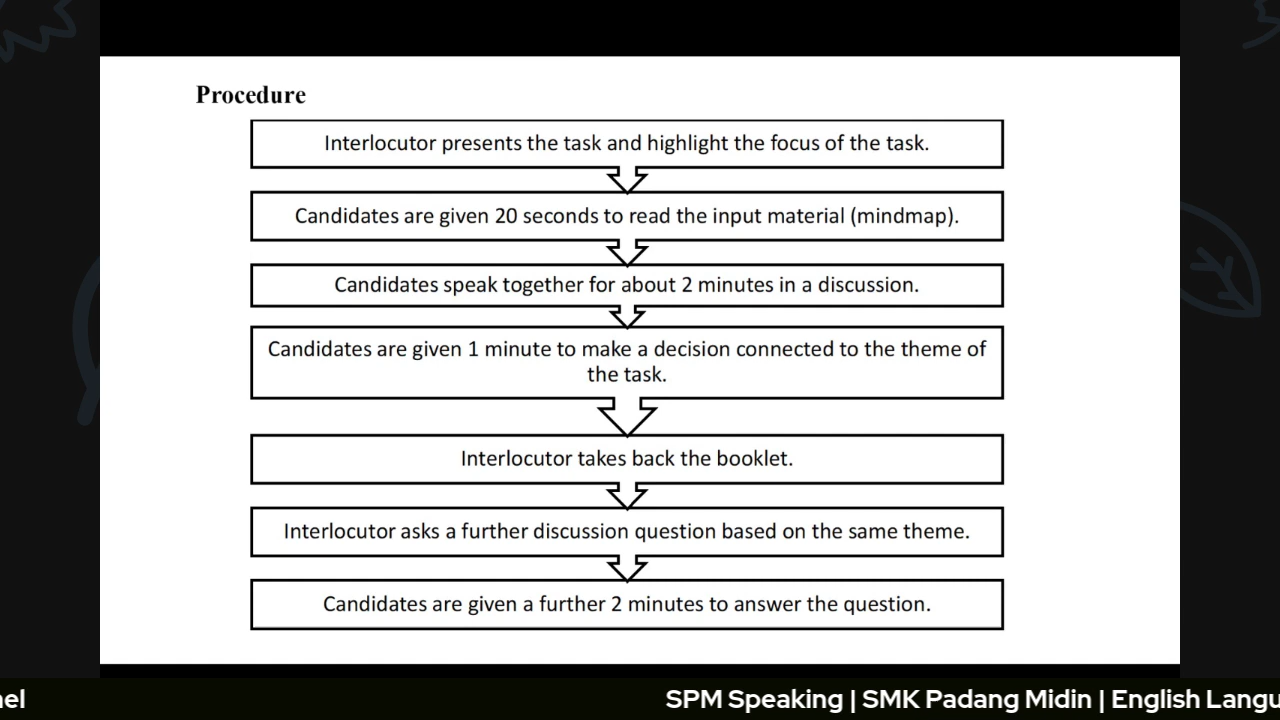 Procedure
Interlocutor presents the task and highlight the focus of the task.
Candidates are given 20 seconds to read the input material (mindmap).
Candidates speak together for about 2 minutes in a discussion.
Candidates are given 1 minute to make a decision connected to the theme of
the task.
Interlocutor takes back the booklet.
Interlocutor asks a further discussion question based on the same theme.
Candidates are given a further 2 minutes to answer the question.
SPM Speaking | SMK Padang Midin | English